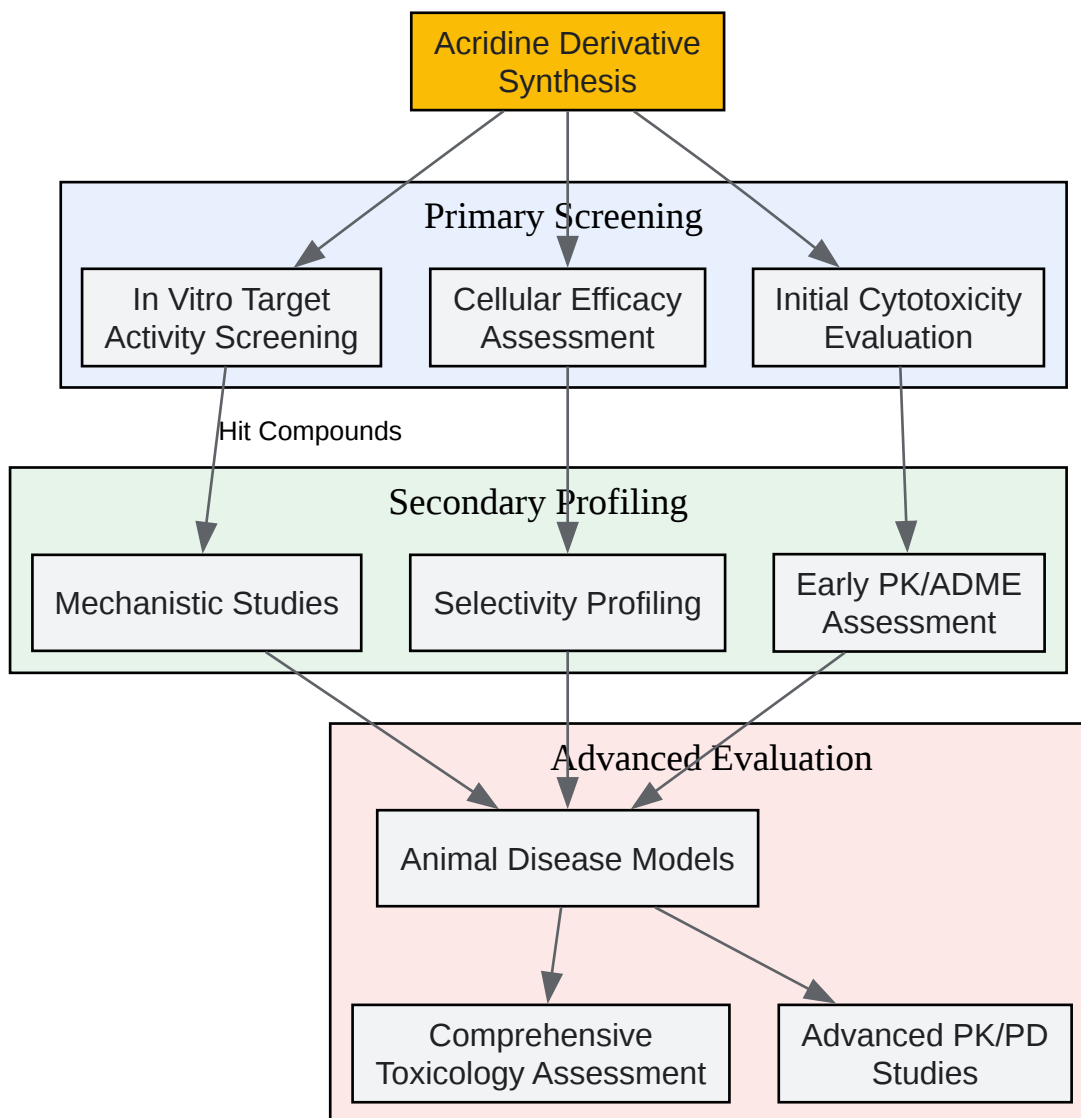 Acridine Derivative
Synthesis
Primary Screening
In Vitro Target
Activity Screening
Cellular Efficacy
Assessment
Initial Cytotoxicity
Evaluation
Hit Compounds
Secondary Profiling
Mechanistic Studies
Selectivity Profiling
Early PK/ADME
Assessment
Advanced Evaluation
Animal Disease Models
Comprehensive
Toxicology Assessment
Advanced PK/PD
Studies